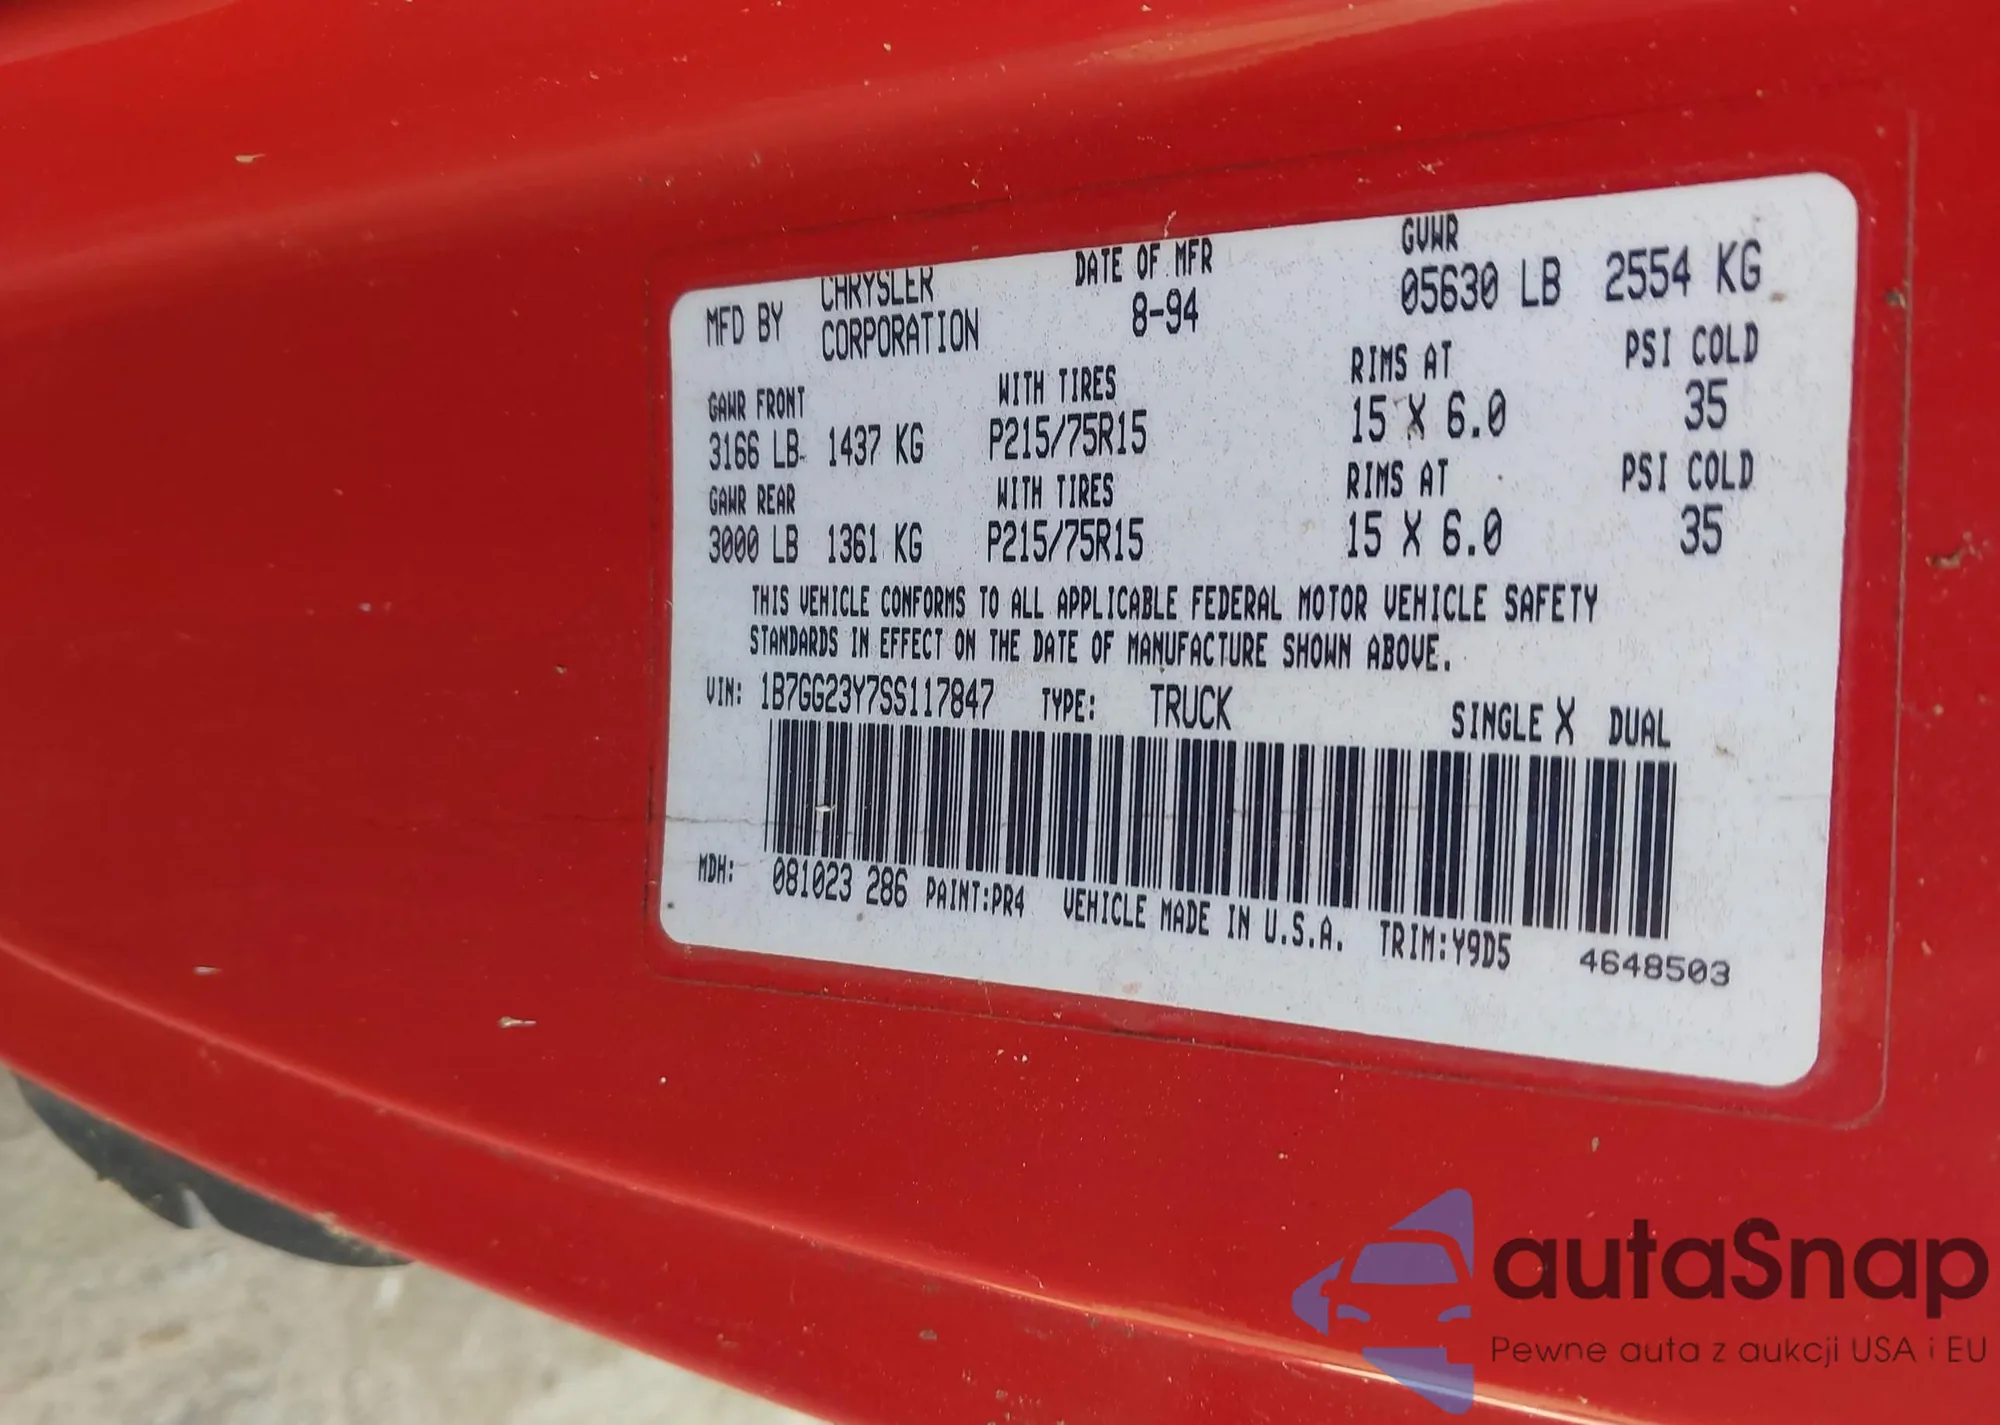 MFD BY CHRYSLER CORPORATION DATE OF MFR 8-94 GVWR 05630 LB 2554 KG
GAWR FRONT WITH TIRES RIMS AT PSI COLD
3166 LB 1437 KG P215/75R15 15 X 6.0 35
GAWR REAR WITH TIRES RIMS AT PSI COLD
3000 LB 1361 KG P215/75R15 15 X 6.0 35
THIS VEHICLE CONFORMS TO ALL APPLICABLE FEDERAL MOTOR VEHICLE SAFETY
STANDARDS IN EFFECT ON THE DATE OF MANUFACTURE SHOWN ABOVE.
VIN: 1B7GG23Y7SS117847 TYPE: TRUCK SINGLE X DUAL
MDH: 081023 286 PAINT:PR4 VEHICLE MADE IN U.S.A. TRIM:Y9D5 4648503
autaSnap
Pewne auta z aukcji USA i EU